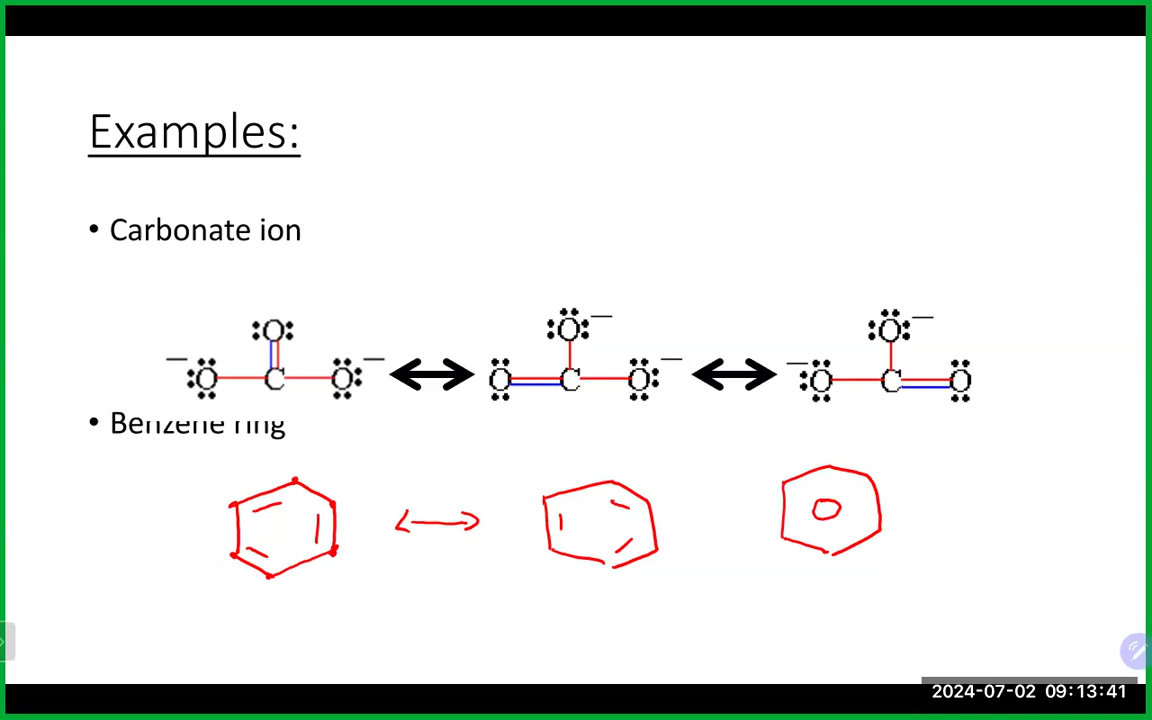 Examples:
• Carbonate ion
:O: O: − O: −
− :O C O: − O C O: − − :O C O
• Benzene ring
2024-07-02 09:13:41